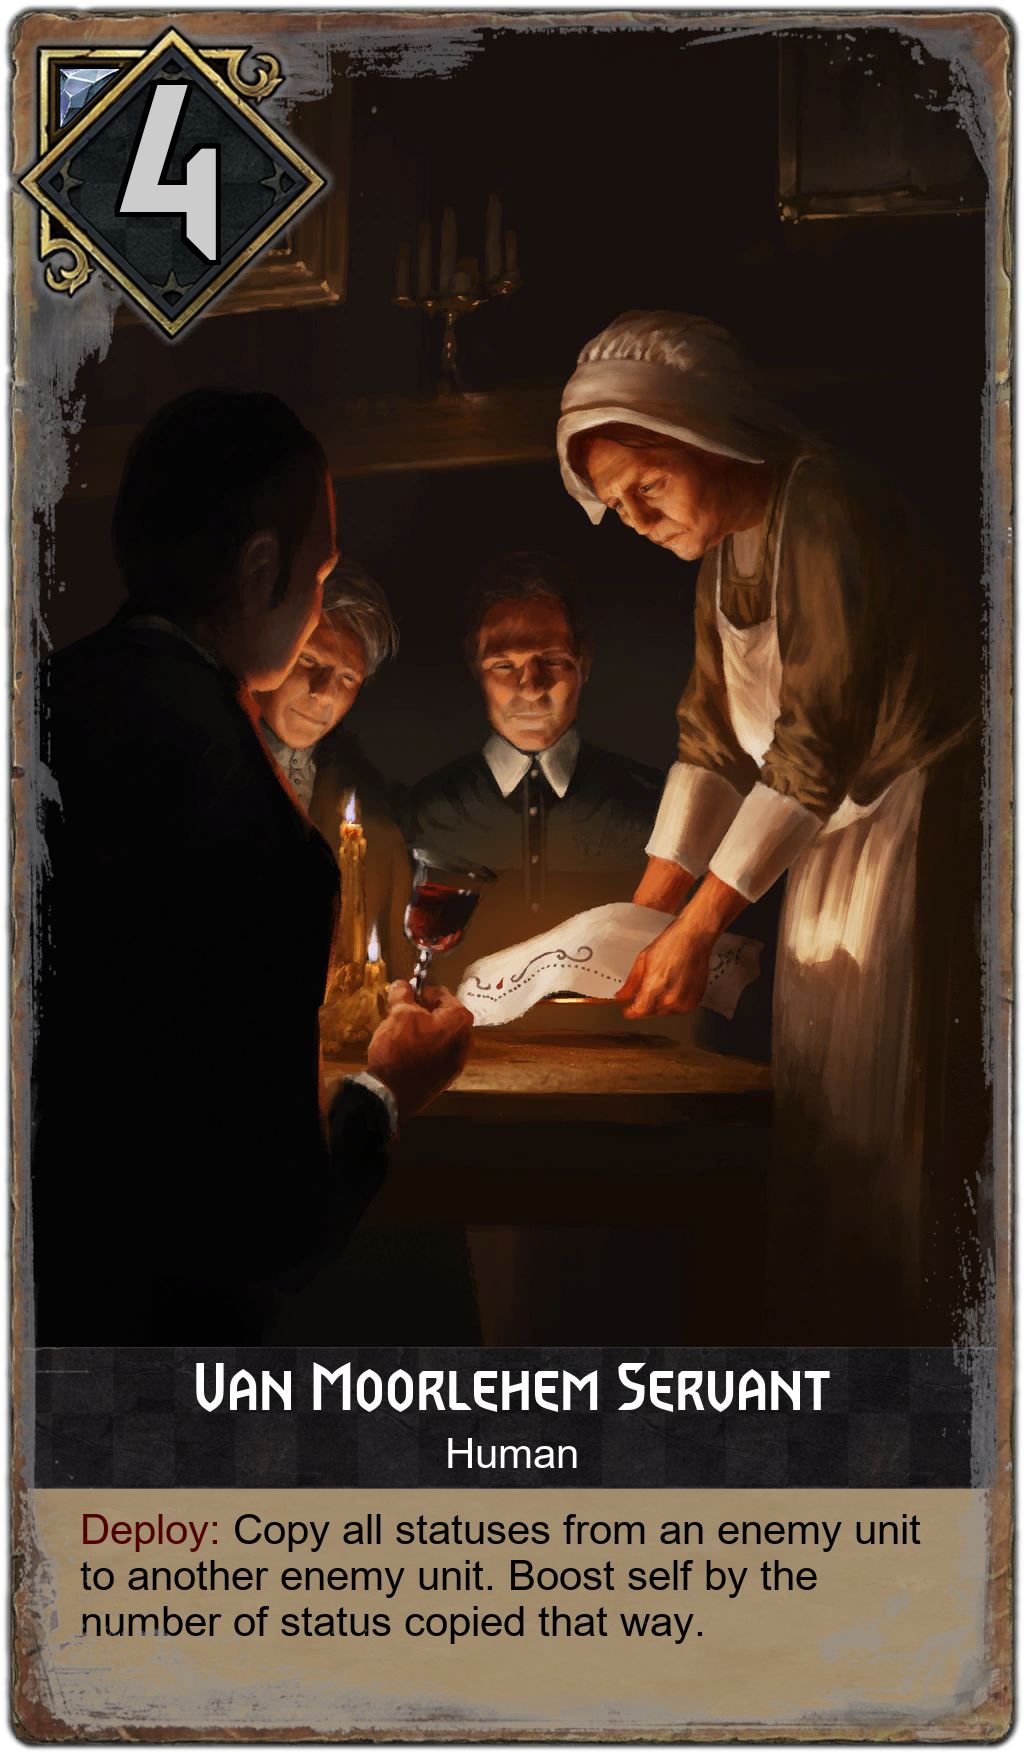 4
Van Moorlehem Servant
Human
Deploy: Copy all statuses from an enemy unit
to another enemy unit. Boost self by the
number of status copied that way.